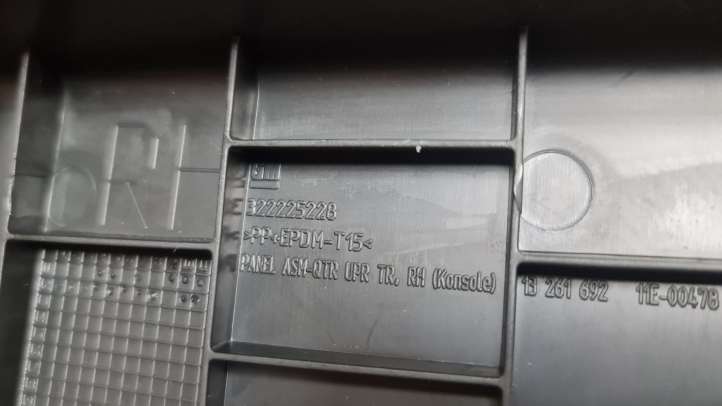 RH
GM
322225228
>PP+EPDM-T15<
PANEL ASM-QTR UPR TR, RH (Konsole)
13 261 692 11E-00478